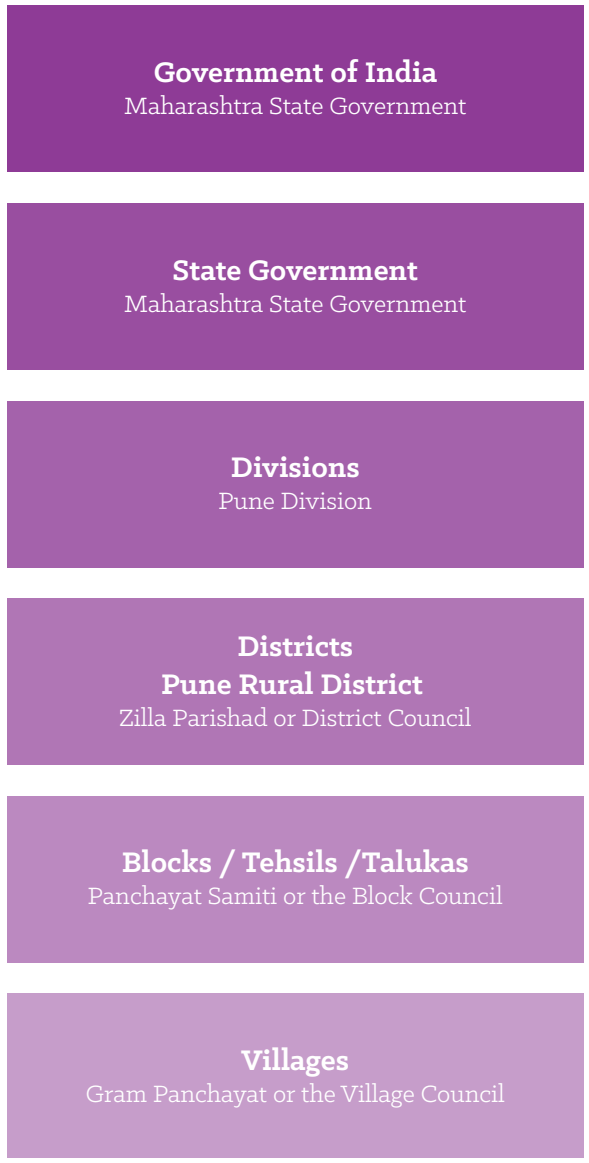 Government of India
Maharashtra State Government
State Government
Maharashtra State Government
Divisions
Pune Division
Districts
Pune Rural District
Zilla Parishad or District Council
Blocks / Tehsils /Talukas
Panchayat Samiti or the Block Council
Villages
Gram Panchayat or the Village Council